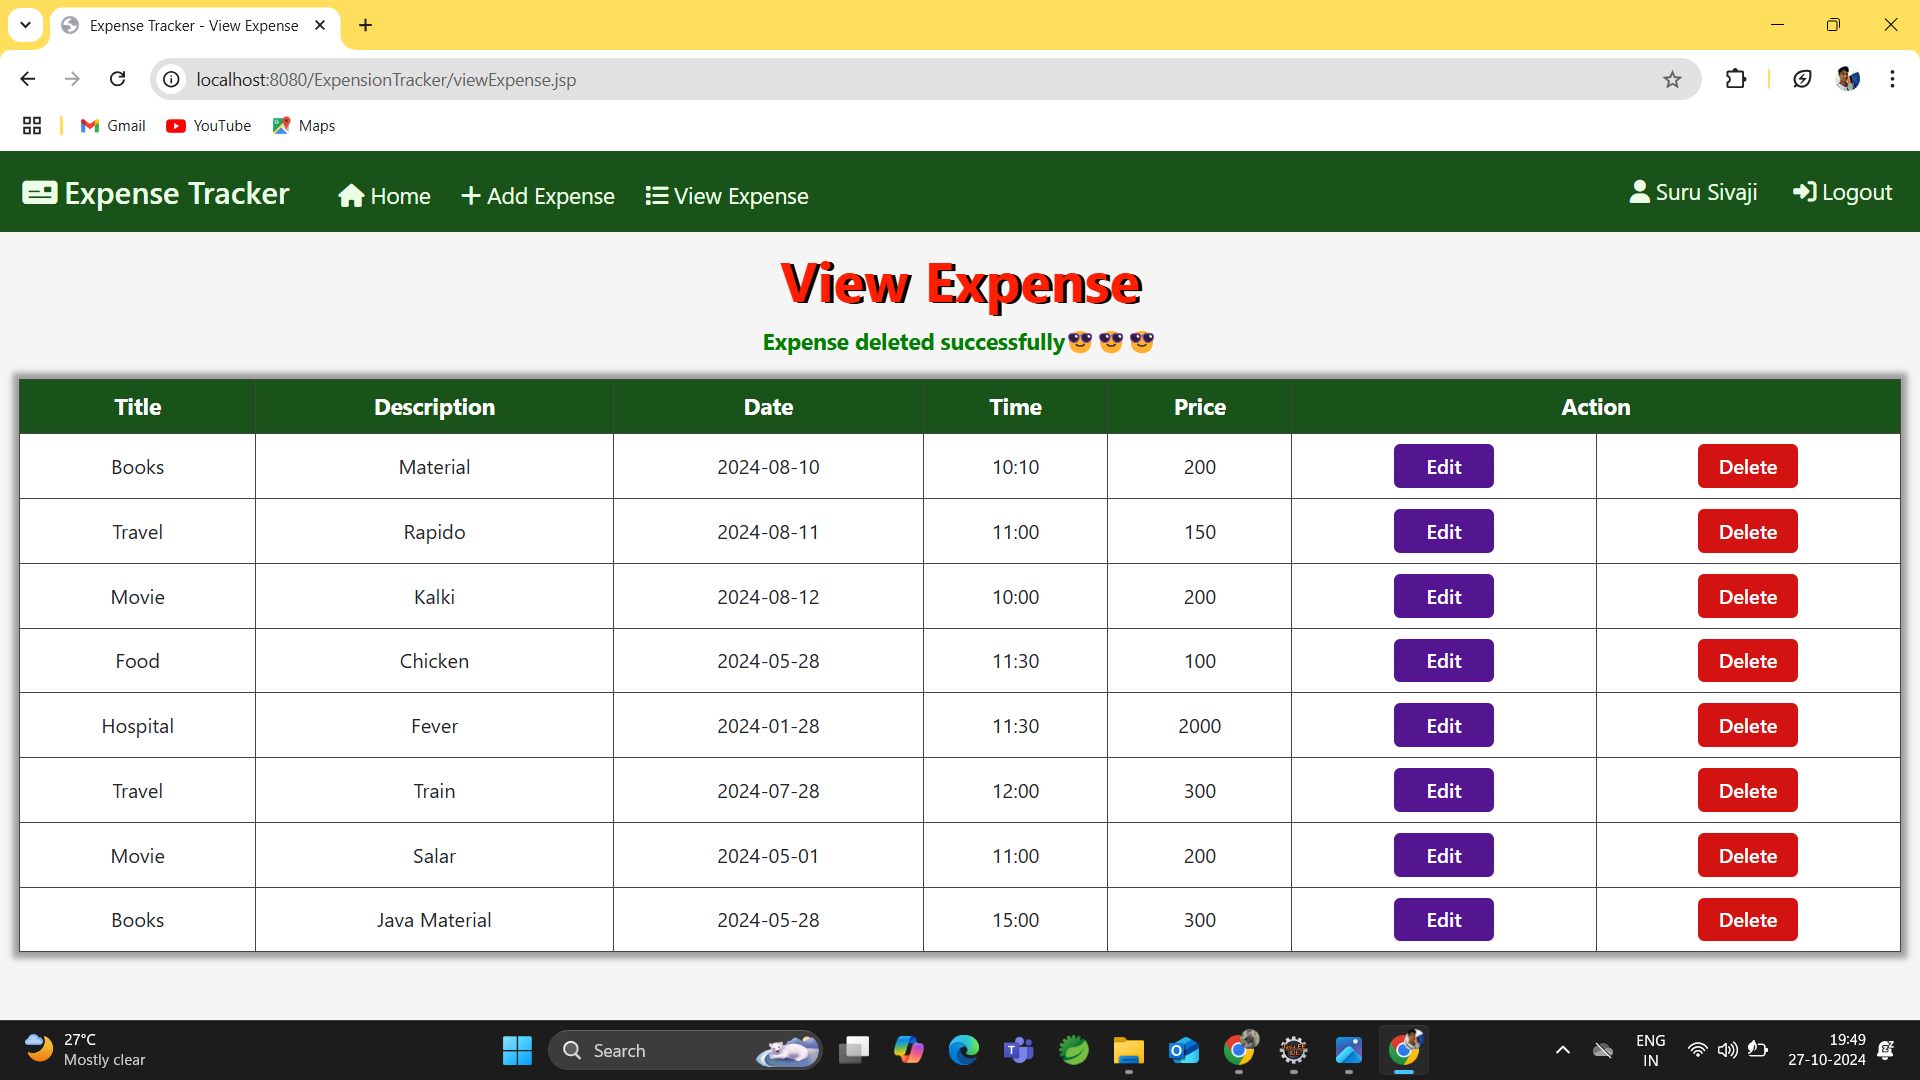 Expense Tracker - View Expense
localhost:8080/ExpensionTracker/viewExpense.jsp
Gmail YouTube Maps
Expense Tracker Home Add Expense View Expense Suru Sivaji Logout
View Expense
Expense deleted successfully😎 😎 😎
Title Description Date Time Price Action
Books Material 2024-08-10 10:10 200 Edit Delete
Travel Rapido 2024-08-11 11:00 150 Edit Delete
Movie Kalki 2024-08-12 10:00 200 Edit Delete
Food Chicken 2024-05-28 11:30 100 Edit Delete
Hospital Fever 2024-01-28 11:30 2000 Edit Delete
Travel Train 2024-07-28 12:00 300 Edit Delete
Movie Salar 2024-05-01 11:00 200 Edit Delete
Books Java Material 2024-05-28 15:00 300 Edit Delete
27°C
Mostly clear
Search
ENG
IN
19:49
27-10-2024